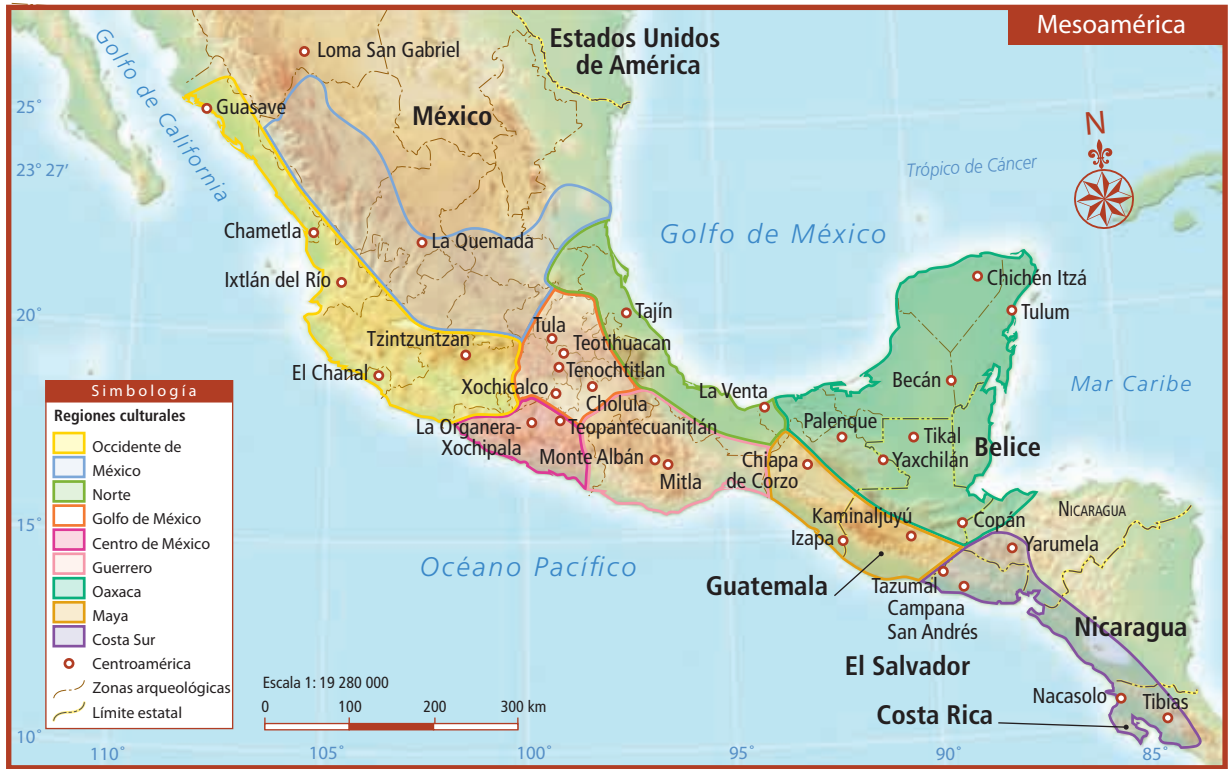 Mesoamérica
Golfo de California
Loma San Gabriel
Estados Unidos
de América
25°
Guasave
México
N
23° 27’
Trópico de Cáncer
Chametla
La Quemada
Golfo de México
Ixtlán del Río
Chichén Itzá
20°
Tajín
Tulum
Tula
Tzintzuntzan
Teotihuacan
El Chanal
Tenochtitlan
Xochicalco
Cholula
La Venta
Becán
Mar Caribe
La Organera-
Xochipala
Teopantecuanitlán
Palenque
Tikal
Belice
Monte Albán
Mitla
Chiapa
de Corzo
Yaxchilán
15°
Kaminaljuyú
Izapa
Copán
NICARAGUA
Yarumela
Océano Pacífico
Guatemala
Tazumal
Campana
San Andrés
Nicaragua
El Salvador
Nacasolo
Tibias
Costa Rica
Simbología
Regiones culturales
Occidente de
México
Norte
Golfo de México
Centro de México
Guerrero
Oaxaca
Maya
Costa Sur
Centroamérica
Zonas arqueológicas
Límite estatal
Escala 1: 19 280 000
0 100 200 300 km
10°
110° 105° 100° 95° 90° 85°